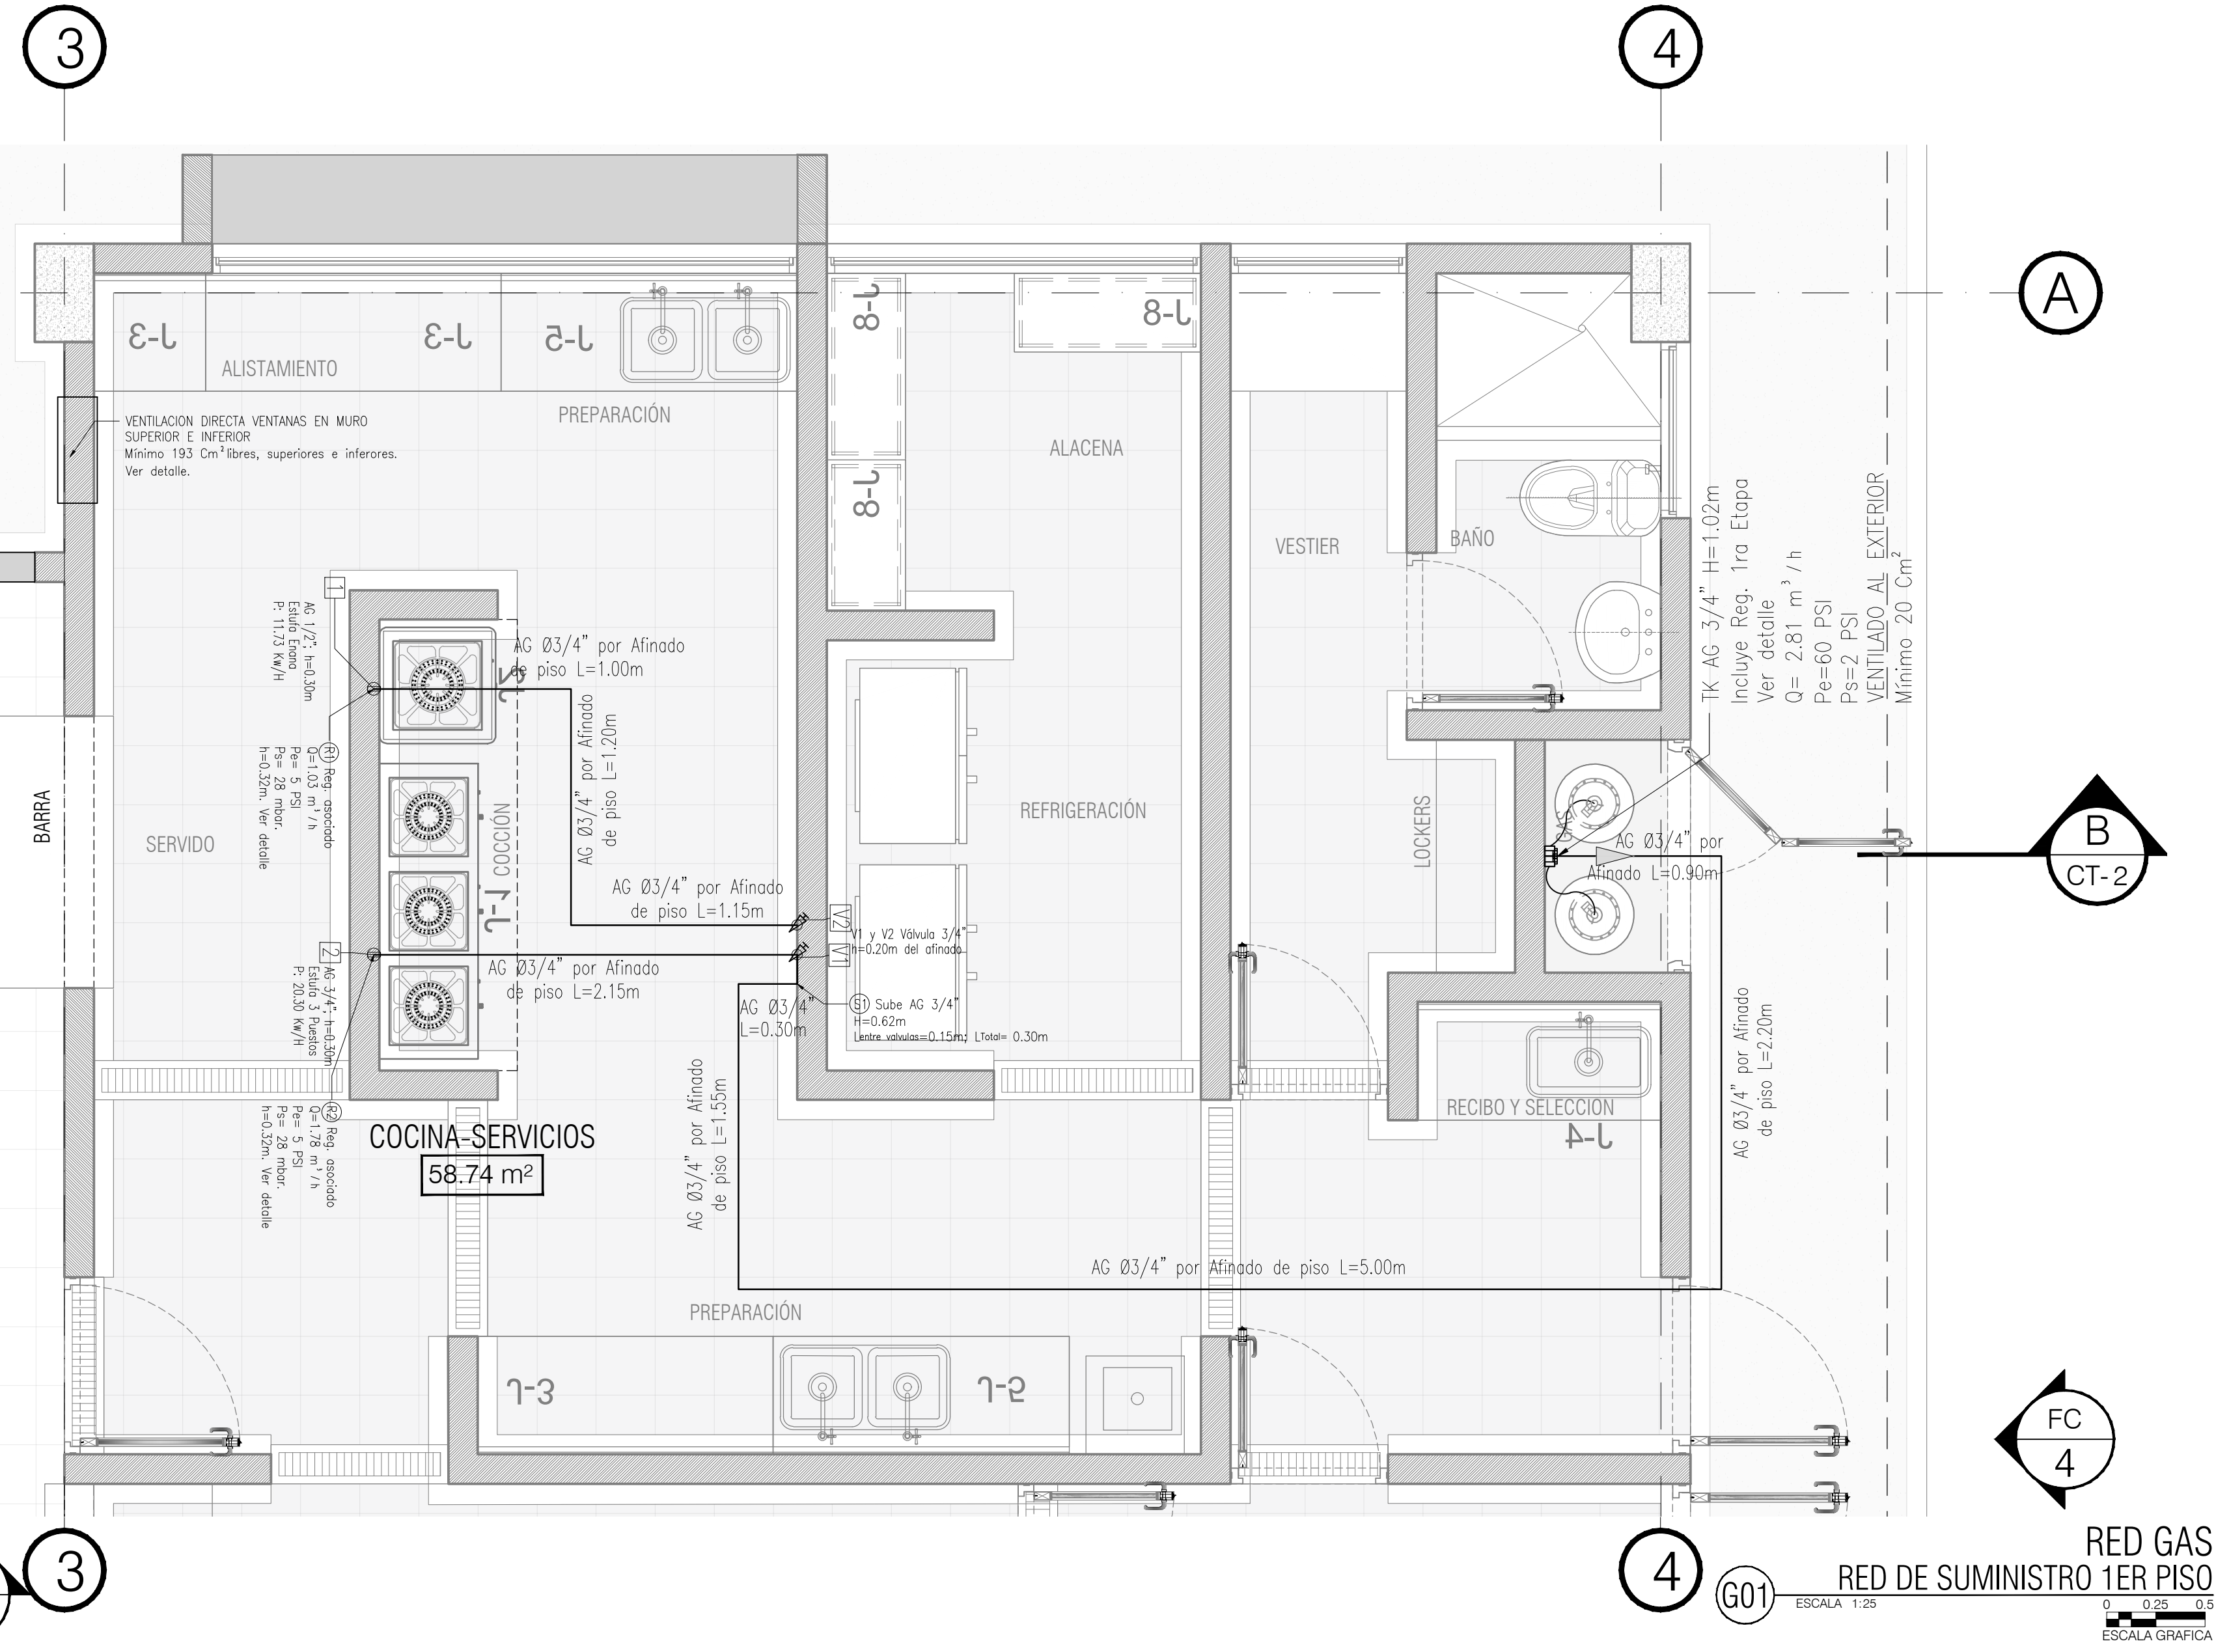 3
4
A
J-3
J-3
J-5
J-8
J-8
J-8
ALISTAMIENTO
PREPARACIÓN
VENTILACION DIRECTA VENTANAS EN MURO
SUPERIOR E INFERIOR
Mínimo 193 Cm² libres, superiores e inferores.
Ver detalle.
ALACENA
VESTIER
BAÑO
TK AG 3/4" H=1.02m
Incluye Reg. 1ra Etapa
Ver detalle
Q= 2.81 m³/h
Pe=60 PSI
Ps=2 PSI
VENTILADO AL EXTERIOR
Mínimo 20 Cm²
1
AG 1/2"; h=0.30m
Estufa Enana
P: 11.73 Kw/H
AG Ø3/4" por Afinado
de piso L=1.00m
J-2
AG Ø3/4" por Afinado
de piso L=1.20m
R1 Reg. asociado
Q=1.03 m³/h
Pe= 5 PSI
Ps= 28 mbar.
h=0.32m. Ver detalle
BARRA
SERVIDO
COCCIÓN
J-1
REFRIGERACIÓN
LOCKERS
GAS
AG Ø3/4" por
Afinado L=0.90m
B
CT-2
AG Ø3/4" por Afinado
de piso L=1.15m
V2
V1
V1 y V2 Válvula 3/4"
h=0.20m del afinado
2
AG 3/4"; h=0.30m
Estufa 3 Puestos
P: 20.30 Kw/H
AG Ø3/4" por Afinado
de piso L=2.15m
AG Ø3/4"
L=0.30m
S1 Sube AG 3/4"
H=0.62m
Lentre valvulas=0.15m; LTotal= 0.30m
AG Ø3/4" por Afinado
de piso L=1.55m
AG Ø3/4" por Afinado
de piso L=2.20m
R2 Reg. asociado
Q=1.78 m³/h
Pe= 5 PSI
Ps= 28 mbar.
h=0.32m. Ver detalle
COCINA-SERVICIOS
58.74 m²
RECIBO Y SELECCION
J-4
AG Ø3/4" por Afinado de piso L=5.00m
PREPARACIÓN
J-3
J-5
FC
4
3
4
RED GAS
RED DE SUMINISTRO 1ER PISO
G01
ESCALA 1:25
0 0.25 0.5
ESCALA GRAFICA